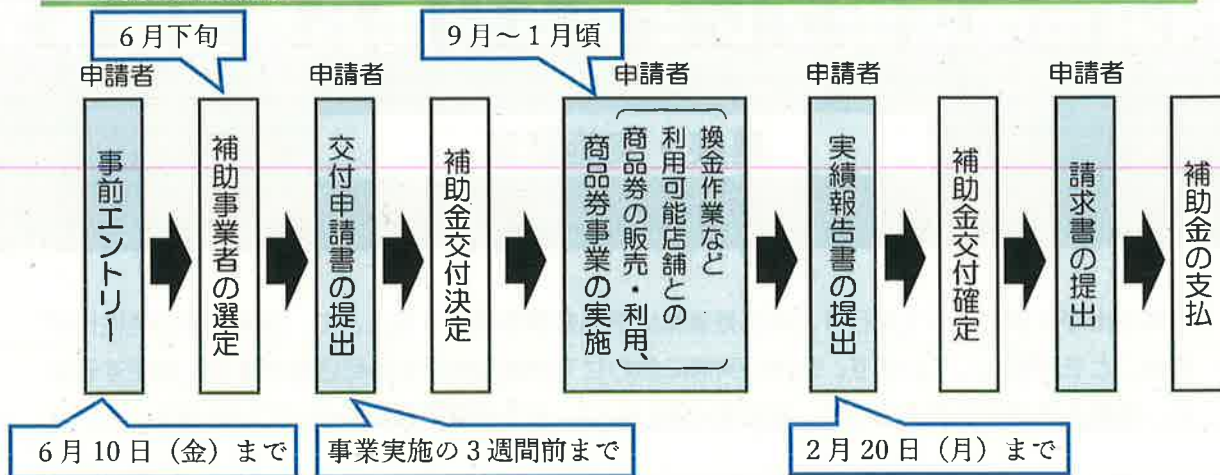 6月下旬
9月～1月頃
申請者
申請者
申請者
申請者
申請者
事前エントリー
補助事業者の選定
交付申請書の提出
補助金交付決定
商品券事業の実施
商品券の販売・利用、
利用可能店舗との
換金作業など
実績報告書の提出
補助金交付確定
請求書の提出
補助金の支払
6月10日（金）まで
事業実施の3週間前まで
2月20日（月）まで